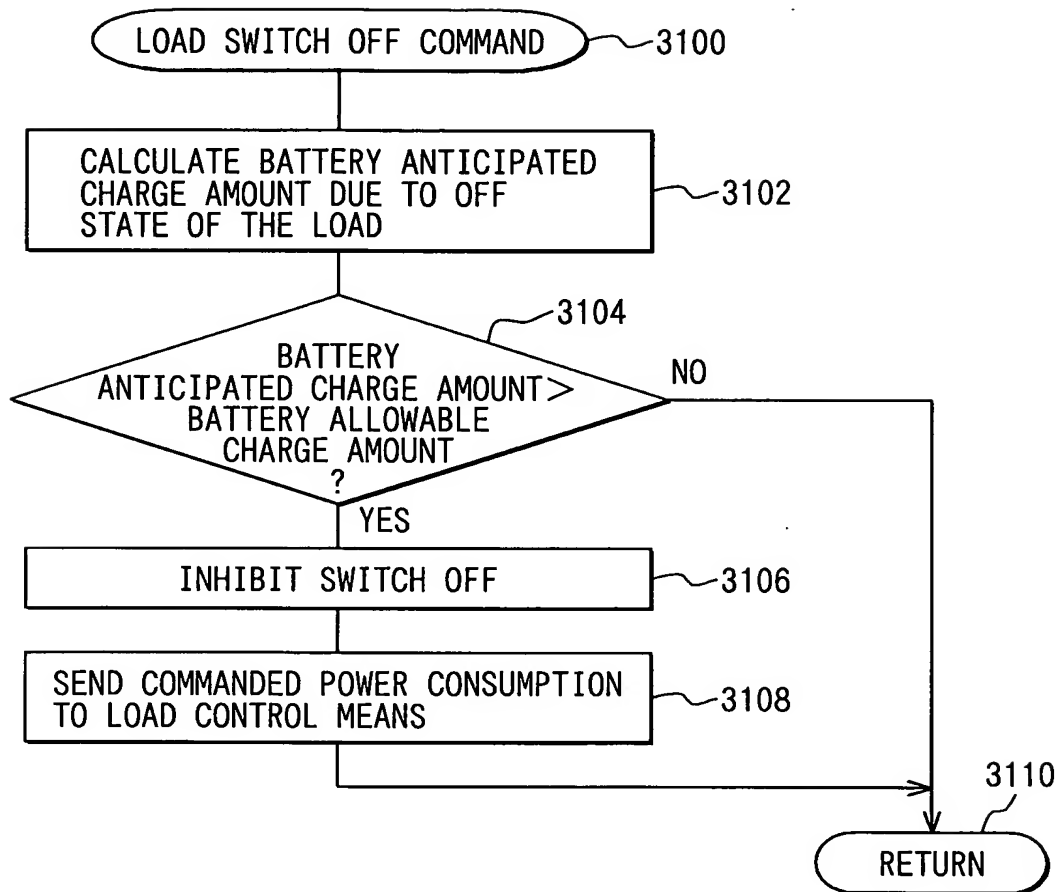 LOAD SWITCH OFF COMMAND
3100
CALCULATE BATTERY ANTICIPATED
CHARGE AMOUNT DUE TO OFF
STATE OF THE LOAD
3102
3104
BATTERY
ANTICIPATED CHARGE AMOUNT>
BATTERY ALLOWABLE
CHARGE AMOUNT
?
NO
YES
INHIBIT SWITCH OFF
3106
SEND COMMANDED POWER CONSUMPTION
TO LOAD CONTROL MEANS
3108
3110
RETURN